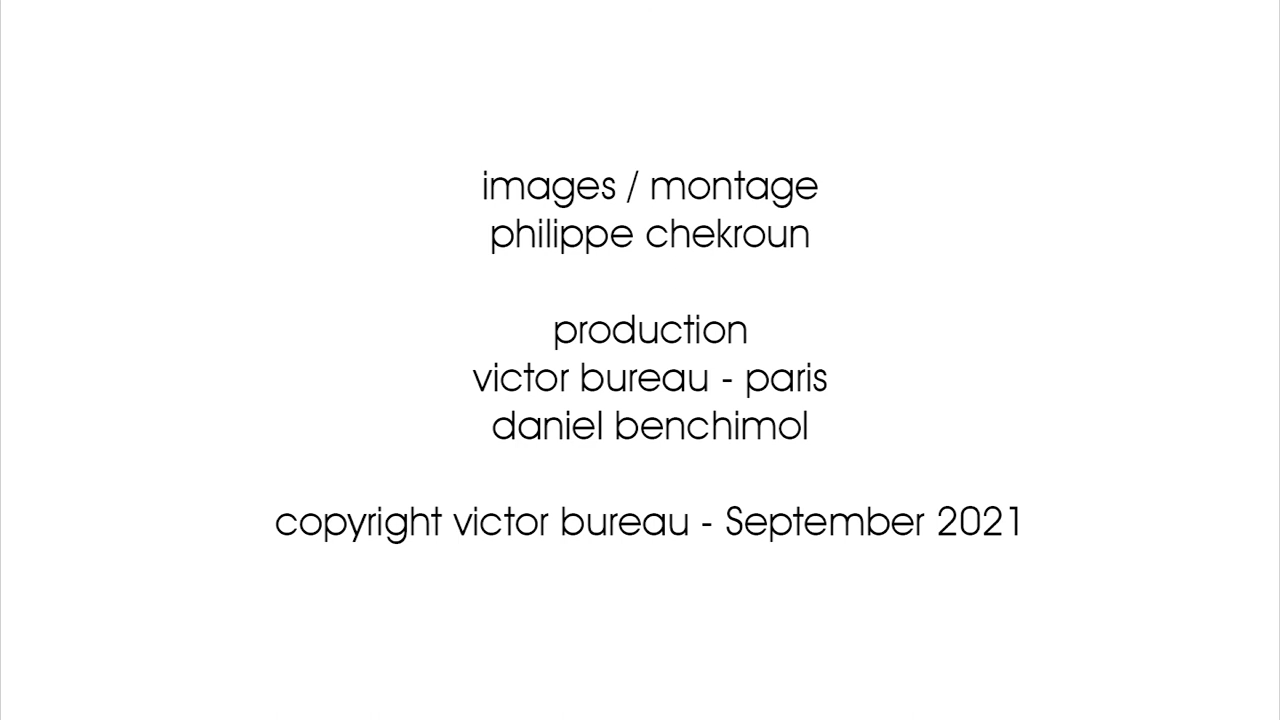 images / montage
philippe chekroun
production
victor bureau - paris
daniel benchimol
copyright victor bureau - September 2021